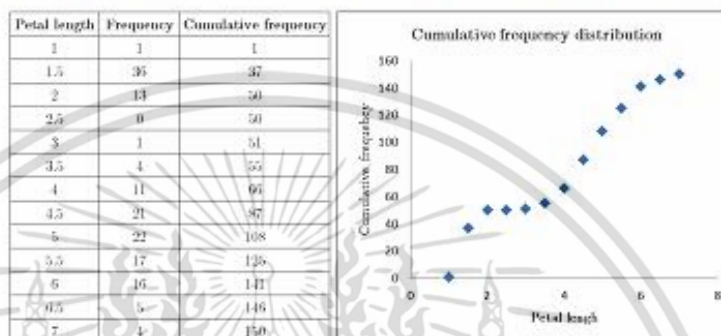 Petal length Frequency Cumulative frequency
1 1 1
1.5 36 37
2 13 50
2.5 0 50
3 1 51
3.5 4 55
4 11 66
4.5 21 87
5 22 108
5.5 17 125
6 16 141
6.5 5 146
7 4 150
Cumulative frequency distribution
160
140
120
100
80
60
40
20
0
Cumulative frequency
0 2 4 6 8
Petal length